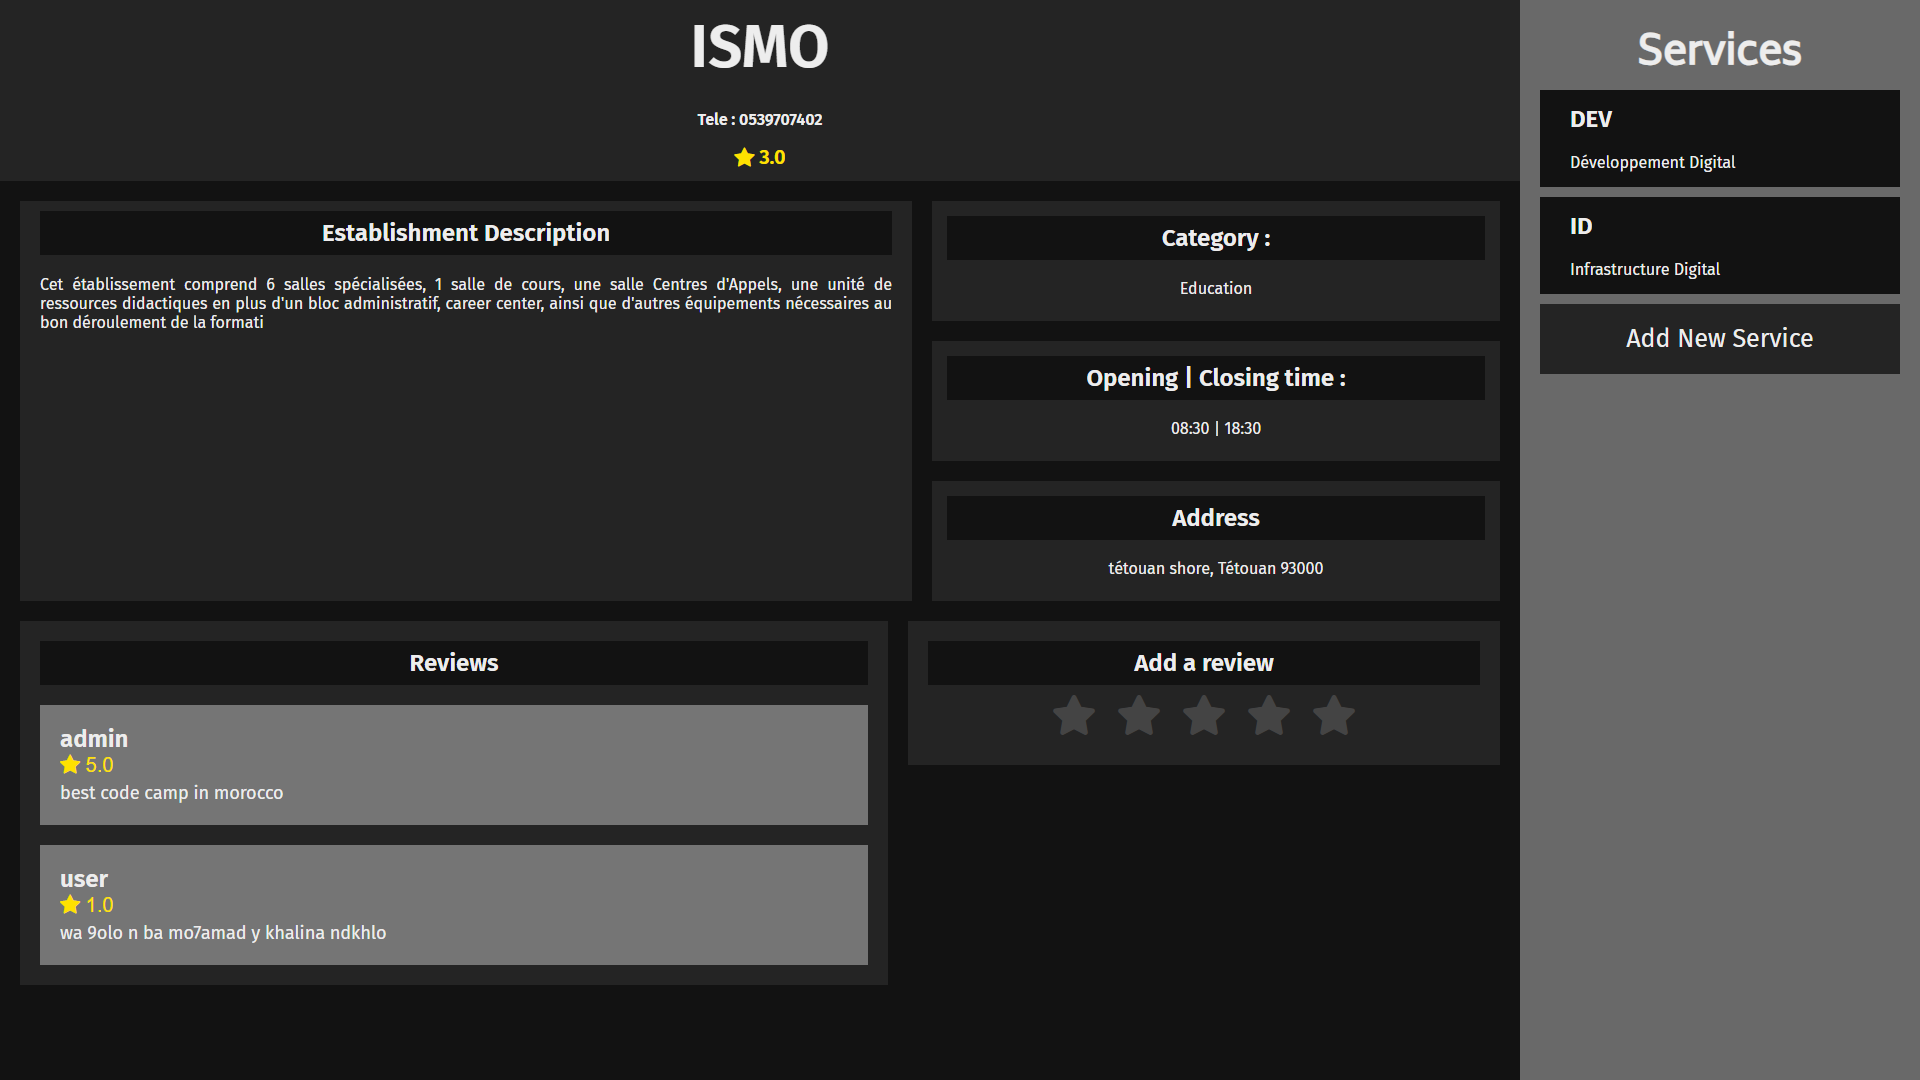 ISMO
Tele : 0539707402
3.0
Establishment Description
Cet établissement comprend 6 salles spécialisées, 1 salle de cours, une salle Centres d'Appels, une unité de
ressources didactiques en plus d'un bloc administratif, career center, ainsi que d'autres équipements nécessaires au
bon déroulement de la formati
Category :
Education
Opening | Closing time :
08:30 | 18:30
Address
tétouan shore, Tétouan 93000
Reviews
admin
5.0
best code camp in morocco
user
1.0
wa 9olo n ba mo7amad y khalina ndkhlo
Add a review
Services
DEV
Développement Digital
ID
Infrastructure Digital
Add New Service